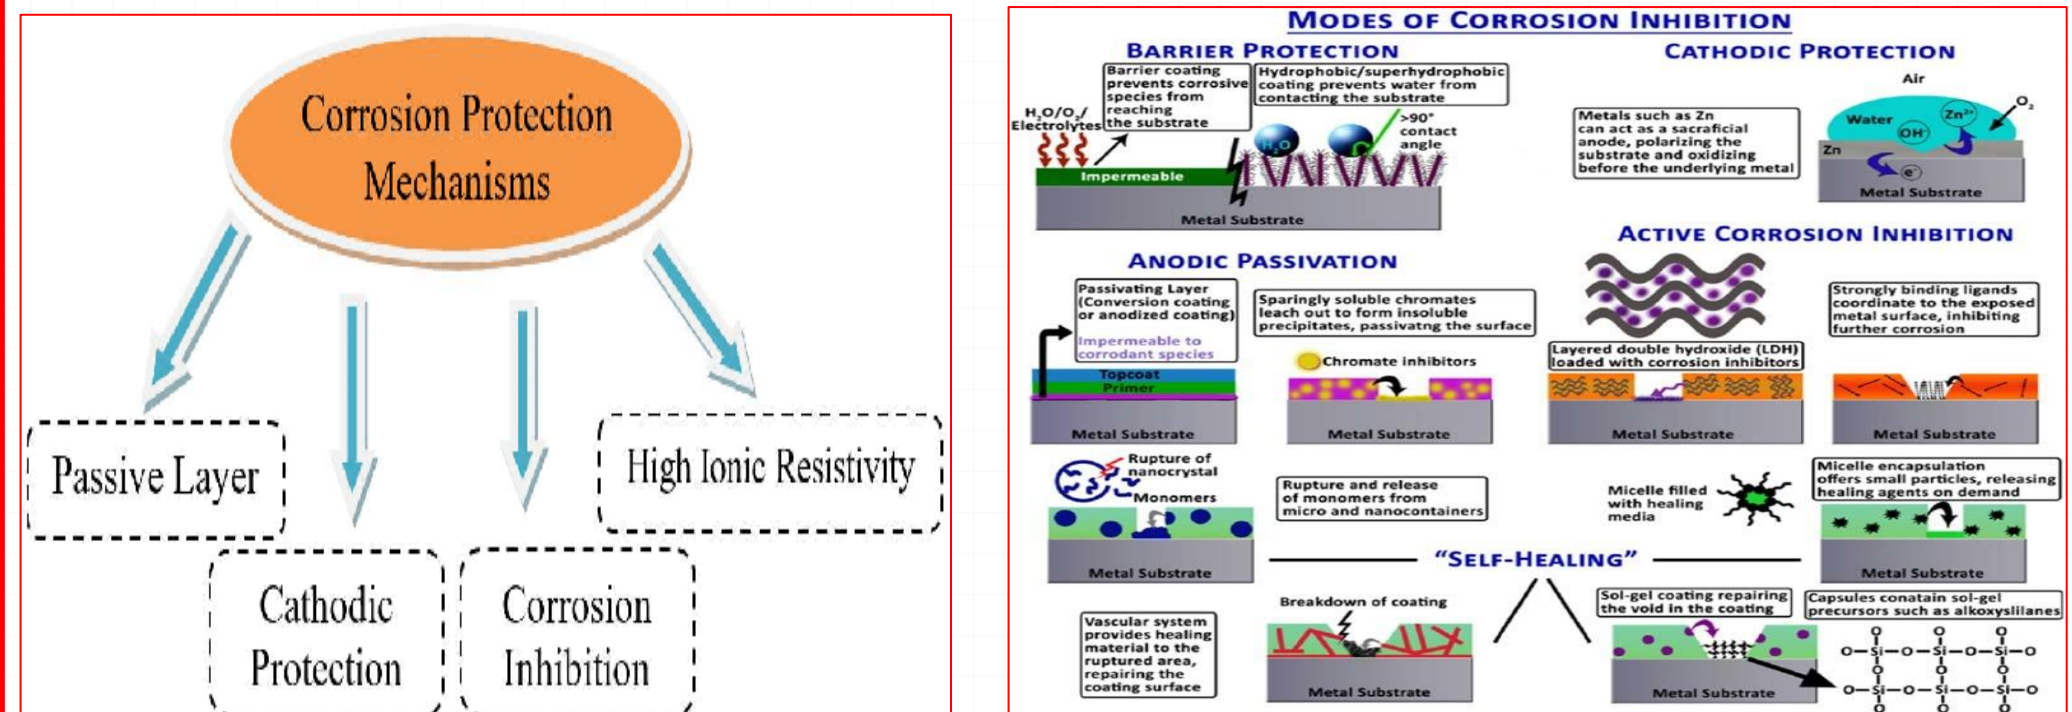 Corrosion Protection
Mechanisms
Passive Layer
Cathodic
Protection
Corrosion
Inhibition
High Ionic Resistivity
MODES OF CORROSION INHIBITION
BARRIER PROTECTION
Barrier coating
prevents corrosive
species from
reaching
the substrate
Hydrophobic/superhydrophobic
coating prevents water from
contacting the substrate
H₂O/O₂/
Electrolytes
>90°
contact
angle
H₂O
Impermeable
Metal Substrate
CATHODIC PROTECTION
Metals such as Zn
can act as a sacraficial
anode, polarizing the
substrate and oxidizing
before the underlying metal
Air
O₂
Water
Zn²⁺
OH⁻
Zn
e⁻
Metal Substrate
ANODIC PASSIVATION
Passivating Layer
(Conversion coating
or anodized coating)
Impermeable to
corrodant species
Topcoat
Primer
Metal Substrate
Sparingly soluble chromates
leach out to form insoluble
precipitates, passivatng the surface
Chromate inhibitors
Metal Substrate
ACTIVE CORROSION INHIBITION
Layered double hydroxide (LDH)
loaded with corrosion inhibitors
Metal Substrate
Strongly binding ligands
coordinate to the exposed
metal surface, inhibiting
further corrosion
Metal Substrate
Rupture of
nanocrystal
Monomers
Metal Substrate
Rupture and release
of monomers from
micro and nanocontainers
Micelle filled
with healing
media
Micelle encapsulation
offers small particles, releasing
healing agents on demand
Metal Substrate
“SELF-HEALING”
Vascular system
provides healing
material to the
ruptured area,
repairing the
coating surface
Breakdown of coating
Metal Substrate
Sol-gel coating repairing
the void in the coating
Metal Substrate
Capsules conatain sol-gel
precursors such as alkoxyslilanes
O O O
O–Si–O–Si–O–Si–O
O O O
O–Si–O–Si–O–Si–O
O O O